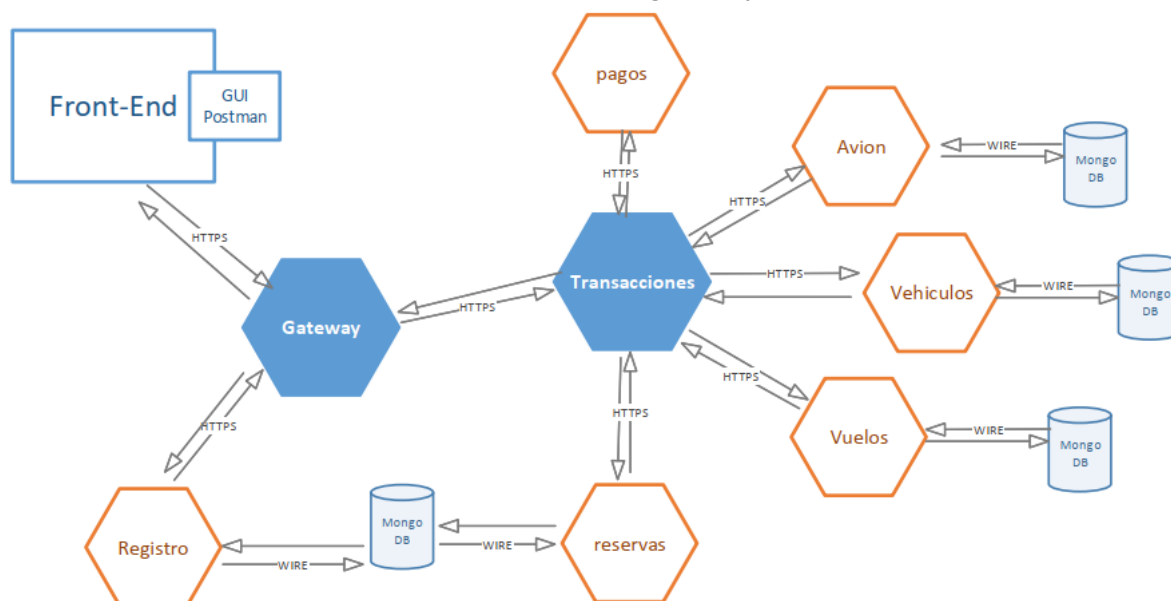 pagos
Front-End
GUI
Postman
Avion
WIRE
Mongo
DB
HTTPS
HTTPS
HTTPS
Transacciones
HTTPS
Vehiculos
WIRE
Mongo
DB
Gateway
HTTPS
HTTPS
HTTPS
HTTPS
Vuelos
WIRE
Mongo
DB
Registro
WIRE
Mongo
DB
WIRE
reservas